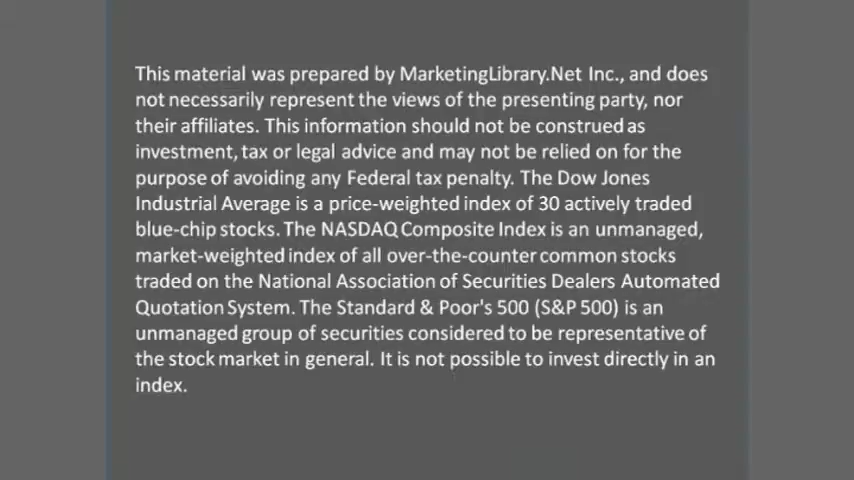 This material was prepared by MarketingLibrary.Net Inc., and does
not necessarily represent the views of the presenting party, nor
their affiliates. This information should not be construed as
investment, tax or legal advice and may not be relied on for the
purpose of avoiding any Federal tax penalty. The Dow Jones
Industrial Average is a price-weighted index of 30 actively traded
blue-chip stocks. The NASDAQ Composite Index is an unmanaged,
market-weighted index of all over-the-counter common stocks
traded on the National Association of Securities Dealers Automated
Quotation System. The Standard & Poor's 500 (S&P 500) is an
unmanaged group of securities considered to be representative of
the stock market in general. It is not possible to invest directly in an
index.